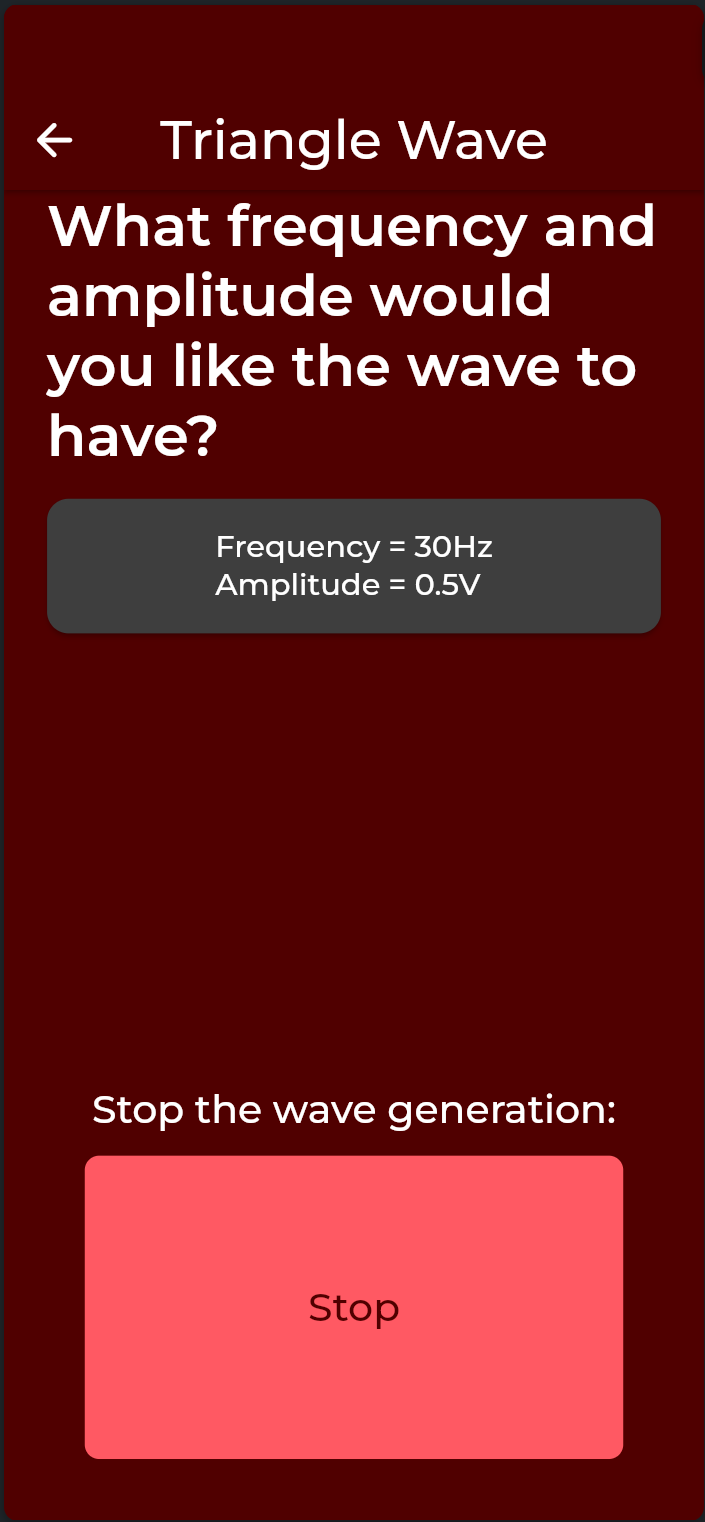 Triangle Wave
What frequency and
amplitude would
you like the wave to
have?
Frequency = 30Hz
Amplitude = 0.5V
Stop the wave generation:
Stop